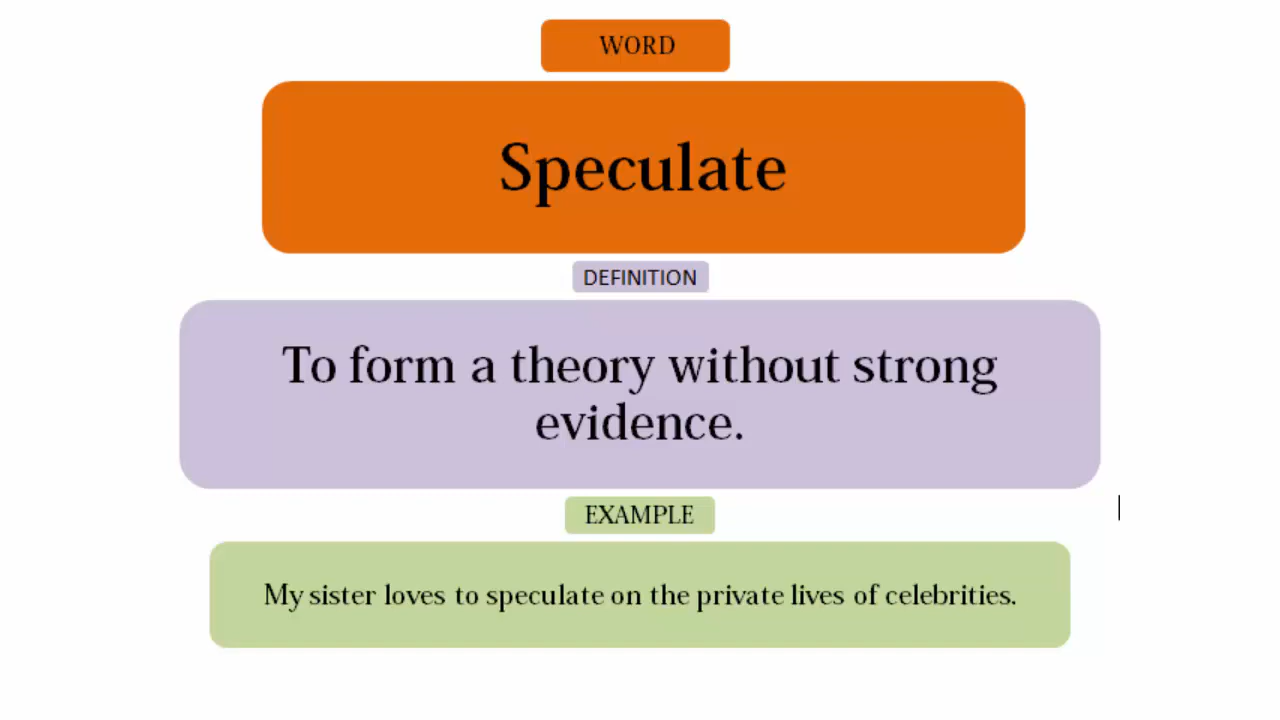 WORD
Speculate
DEFINITION
To form a theory without strong
evidence.
EXAMPLE
My sister loves to speculate on the private lives of celebrities.